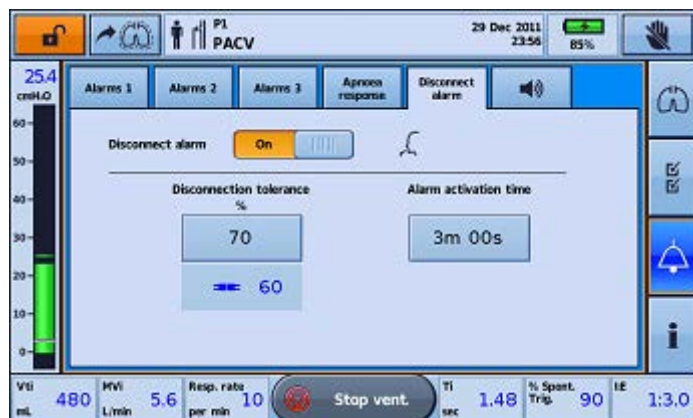 P1
PACV
29 Dec 2011
23:56
85%
25.4
cmH2O
60
50
40
30
20
10
0
Alarms 1
Alarms 2
Alarms 3
Apnoea response
Disconnect alarm
Disconnect alarm
On
Disconnection tolerance
%
70
60
Alarm activation time
3m 00s
Vti
480
mL
MVi
5.6
L/min
Resp. rate
10
per min
Stop vent.
Ti
1.48
sec
% Spont. Trig.
90
I:E
1:3.0